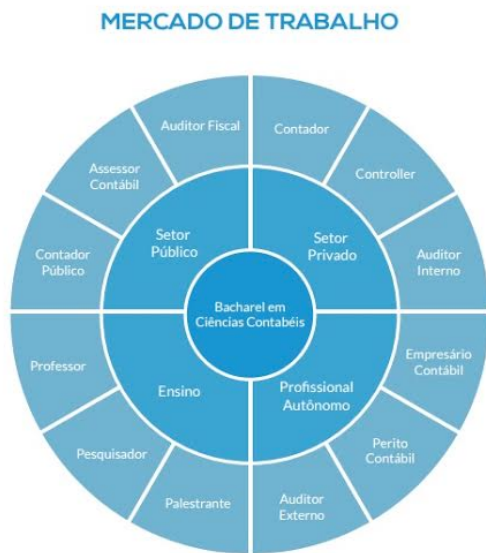 MERCADO DE TRABALHO
Auditor Fiscal
Contador
Assessor
Contábil
Controller
Contador
Público
Setor
Público
Setor
Privado
Auditor
Interno
Bacharel em
Ciências Contabéis
Professor
Ensino
Profissional
Autônomo
Empresário
Contábil
Pesquisador
Perito
Contábil
Palestrante
Auditor
Externo